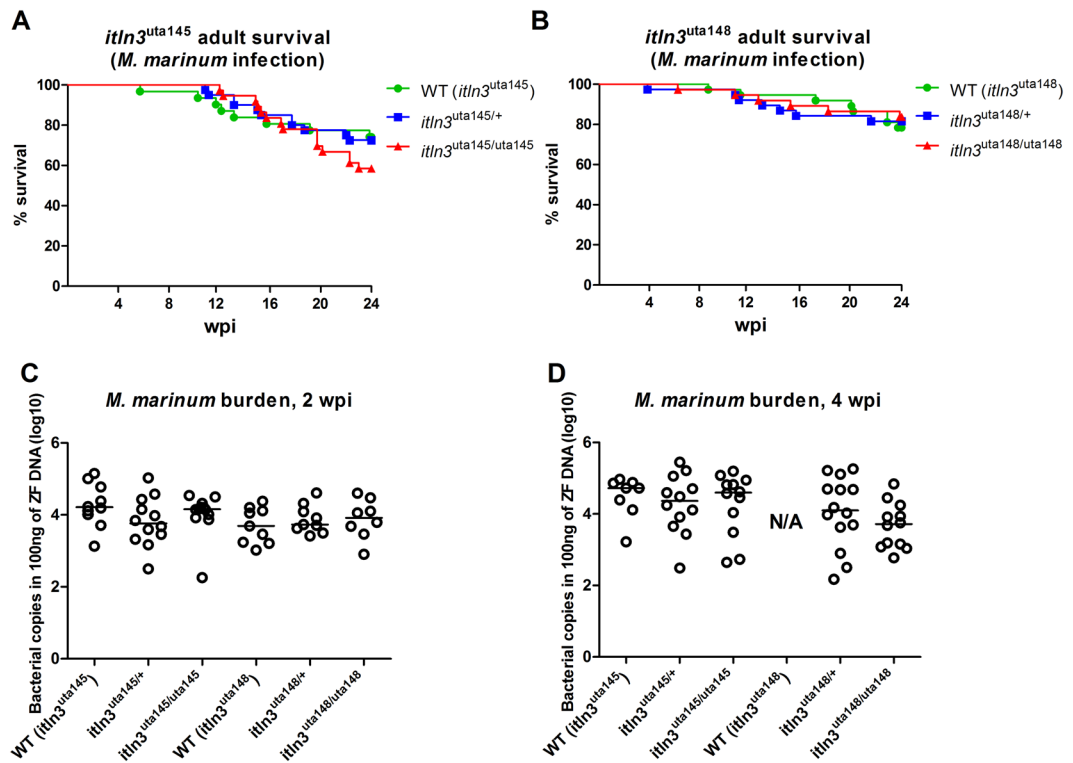 A
itln3uta145 adult survival
(M. marinum infection)
% survival
100
80
60
40
20
0
4 8 12 16 20 24
wpi
WT (itln3uta145)
itln3uta145/+
itln3uta145/uta145
B
itln3uta148 adult survival
(M. marinum infection)
% survival
100
80
60
40
20
0
4 8 12 16 20 24
wpi
WT (itln3uta148)
itln3uta148/+
itln3uta148/uta148
C
M. marinum burden, 2 wpi
Bacterial copies in 100ng of ZF DNA (log10)
6
4
2
0
WT (itln3uta145)
itln3uta145/+
itln3uta145/uta145
WT (itln3uta148)
itln3uta148/+
itln3uta148/uta148
D
M. marinum burden, 4 wpi
Bacterial copies in 100ng of ZF DNA (log10)
6
4
2
0
N/A
WT (itln3uta145)
itln3uta145/+
itln3uta145/uta145
WT (itln3uta148)
itln3uta148/+
itln3uta148/uta148